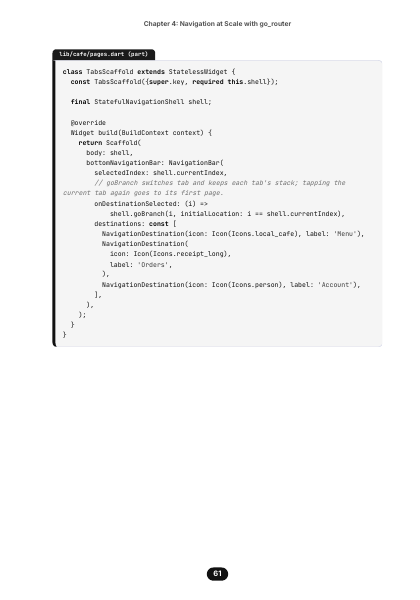 Chapter 4: Navigation at Scale with go_router
lib/cafe/pages.dart (part)
class TabsScaffold extends StatelessWidget {
  const TabsScaffold({super.key, required this.shell});

  final StatefulNavigationShell shell;

  @override
  Widget build(BuildContext context) {
    return Scaffold(
      body: shell,
      bottomNavigationBar: NavigationBar(
        selectedIndex: shell.currentIndex,
        // goBranch switches tab and keeps each tab's stack; tapping the
current tab again goes to its first page.
        onDestinationSelected: (i) =>
            shell.goBranch(i, initialLocation: i == shell.currentIndex),
        destinations: const [
          NavigationDestination(icon: Icon(Icons.local_cafe), label: 'Menu'),
          NavigationDestination(
            icon: Icon(Icons.receipt_long),
            label: 'Orders',
          ),
          NavigationDestination(icon: Icon(Icons.person), label: 'Account'),
        ],
      ),
    );
  }
}
61